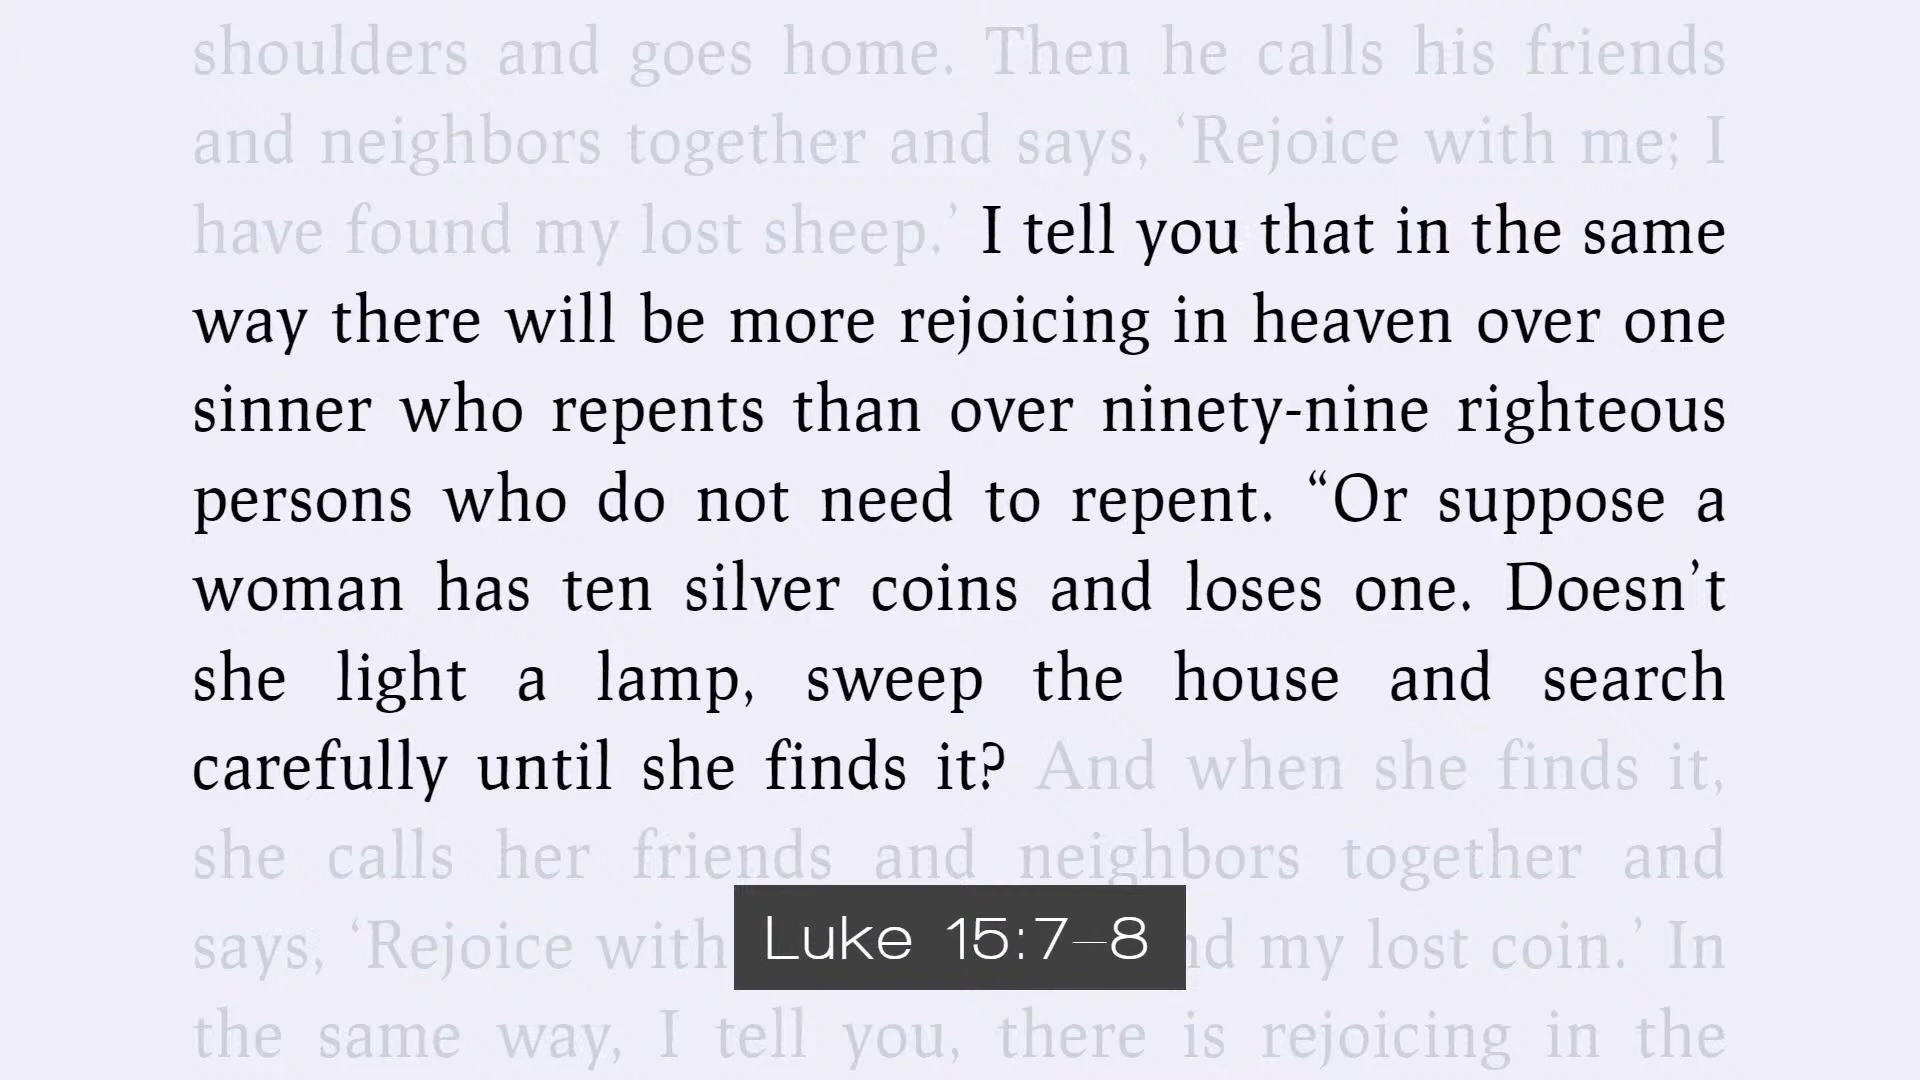 shoulders and goes home. Then he calls his friends
and neighbors together and says, ‘Rejoice with me; I
have found my lost sheep.’ I tell you that in the same
way there will be more rejoicing in heaven over one
sinner who repents than over ninety-nine righteous
persons who do not need to repent. “Or suppose a
woman has ten silver coins and loses one. Doesn’t
she light a lamp, sweep the house and search
carefully until she finds it? And when she finds it,
she calls her friends and neighbors together and
says, ‘Rejoice with my lost coin.’ In
Luke 15:7–8
the same way, I tell you, there is rejoicing in the